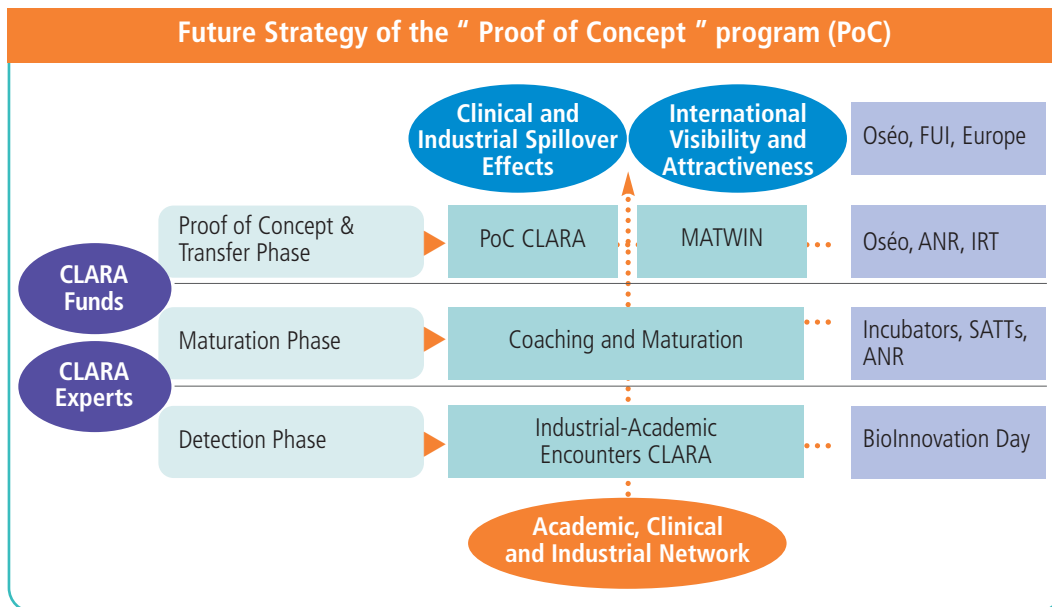 Future Strategy of the “ Proof of Concept ” program (PoC)
Clinical and
Industrial Spillover
Effects
International
Visibility and
Attractiveness
Oséo, FUI, Europe
CLARA
Funds
Proof of Concept &
Transfer Phase
PoC CLARA
MATWIN
Oséo, ANR, IRT
Maturation Phase
Coaching and Maturation
Incubators, SATTs,
ANR
CLARA
Experts
Detection Phase
Industrial-Academic
Encounters CLARA
BioInnovation Day
Academic, Clinical
and Industrial Network